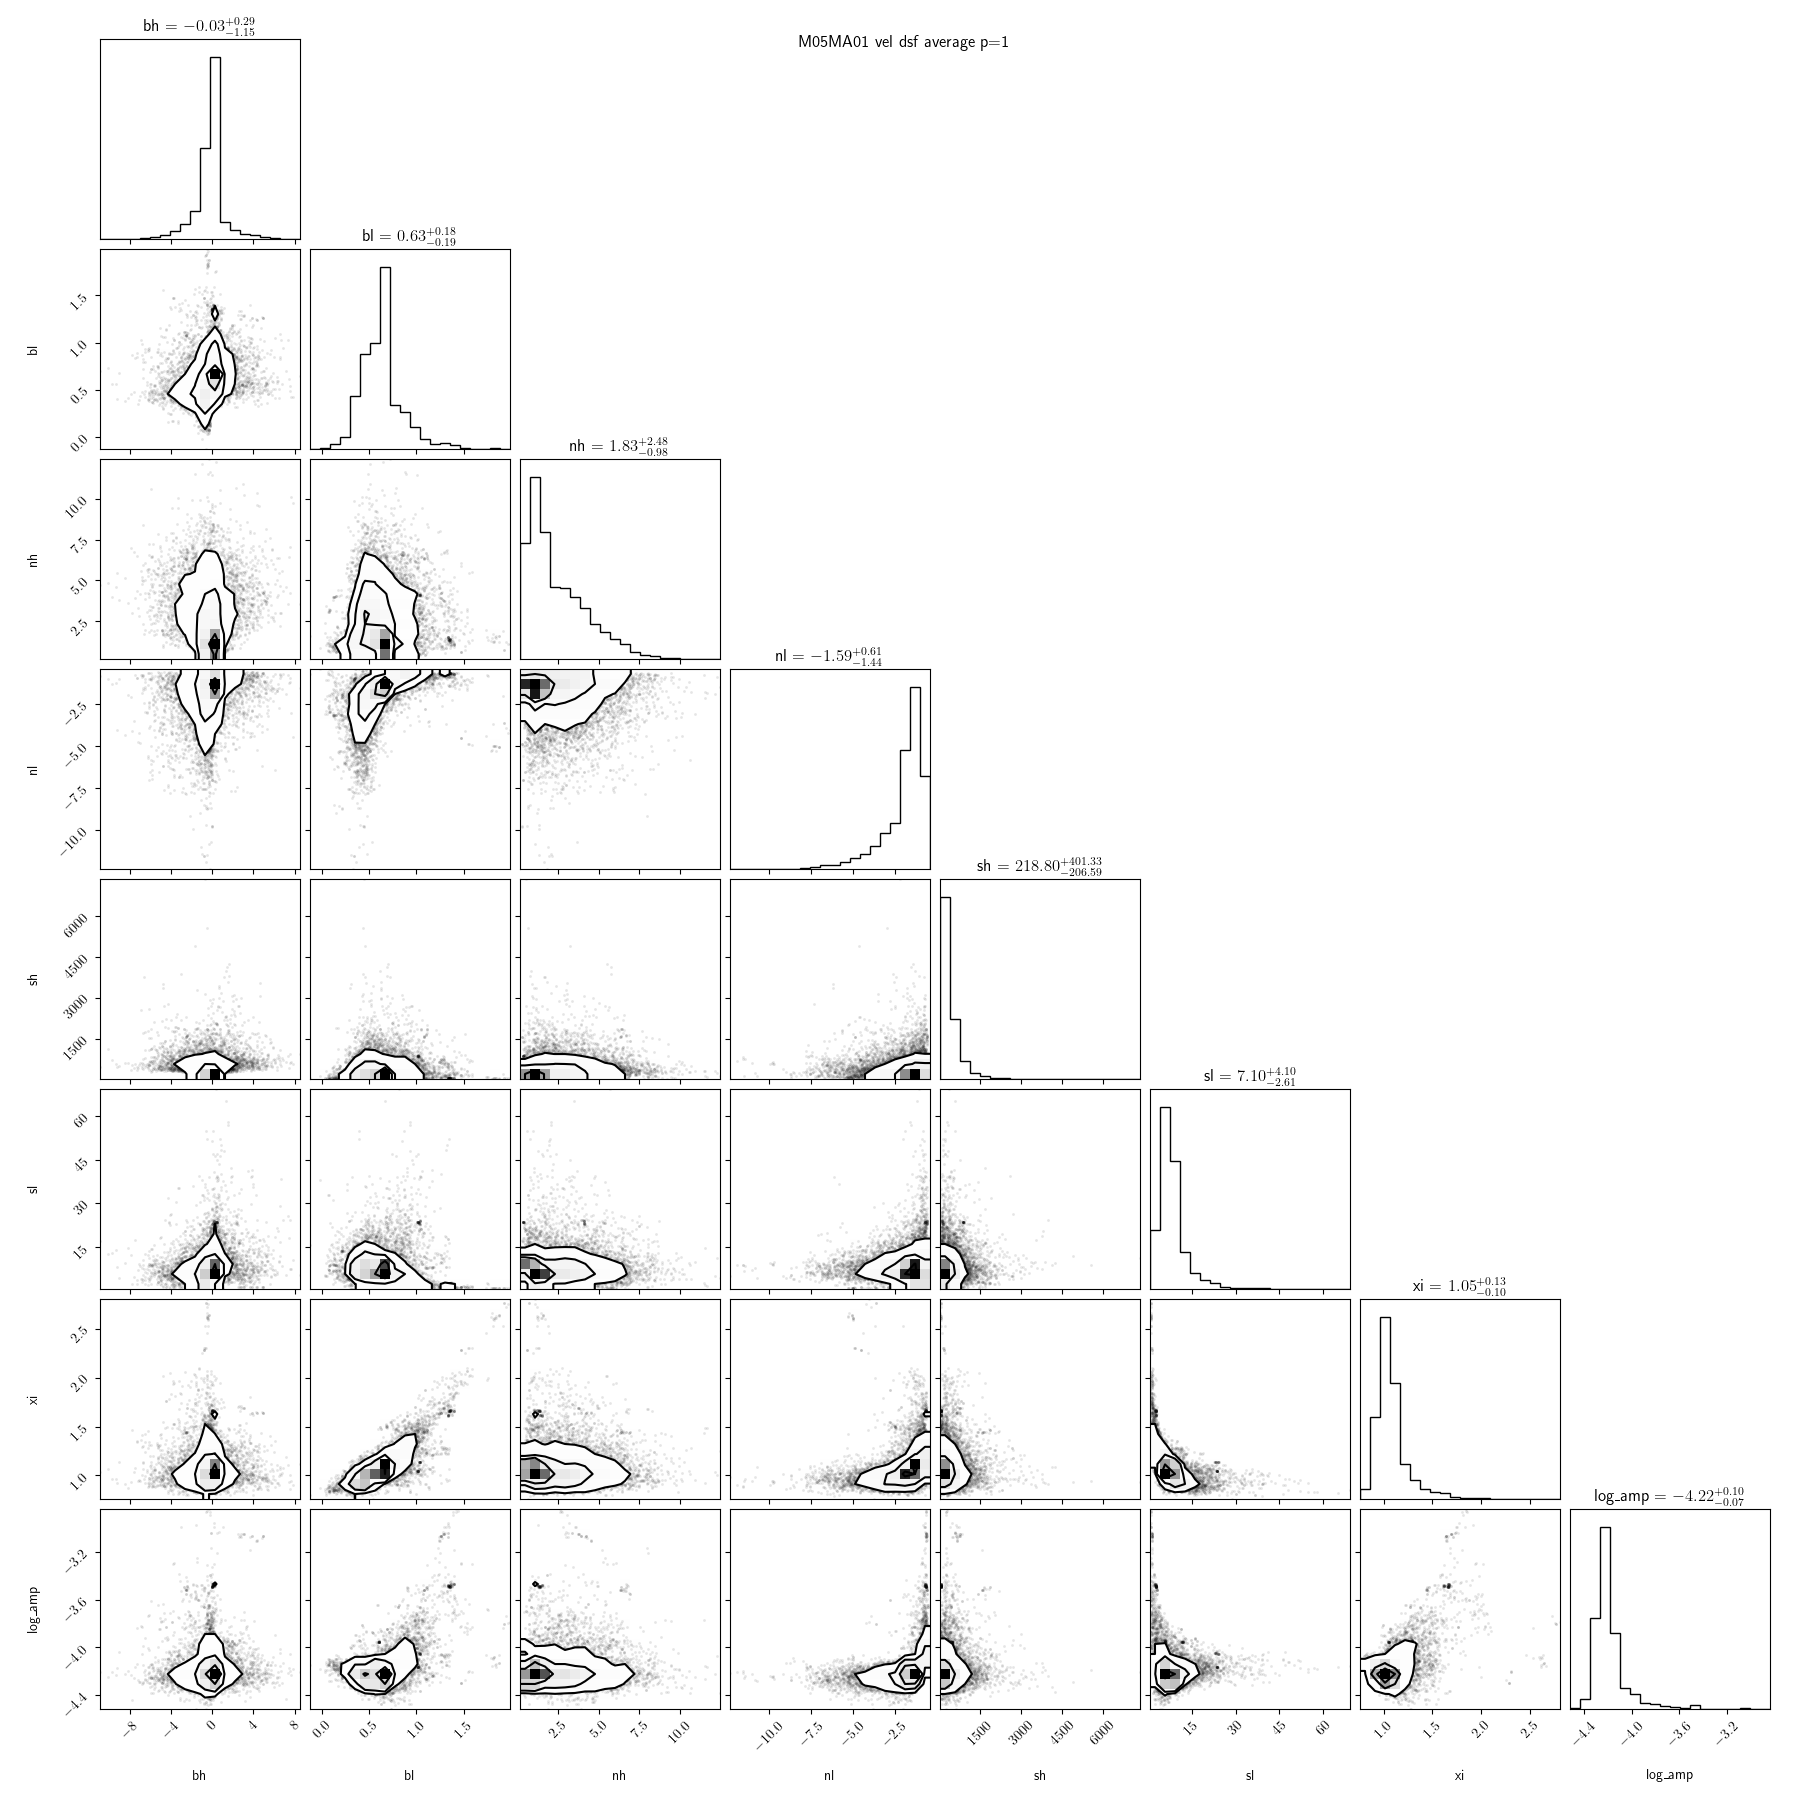 M05MA01 vel dsf average p=1
bh = −0.03+0.29−1.15
bl = 0.63+0.18−0.19
1.5
1.0
0.5
0.0
bl
nh = 1.83+2.48−0.98
10.0
7.5
5.0
2.5
nh
nl = −1.59+0.61−1.44
−2.5
−5.0
−7.5
−10.0
nl
sh = 218.80+401.33−206.59
6000
4500
3000
1500
sh
sl = 7.10+4.10−2.61
60
45
30
15
sl
xi = 1.05+0.13−0.10
2.5
2.0
1.5
1.0
xi
log_amp = −4.22+0.10−0.07
−3.2
−3.6
−4.0
−4.4
log_amp
−8 −4 0 4 8 0.0 0.5 1.0 1.5 2.5 5.0 7.5 10.0 −10.0 −7.5 −5.0 −2.5 1500 3000 4500 6000 15 30 45 60 1.0 1.5 2.0 2.5 −4.4 −4.0 −3.6 −3.2
bh bl nh nl sh sl xi log_amp